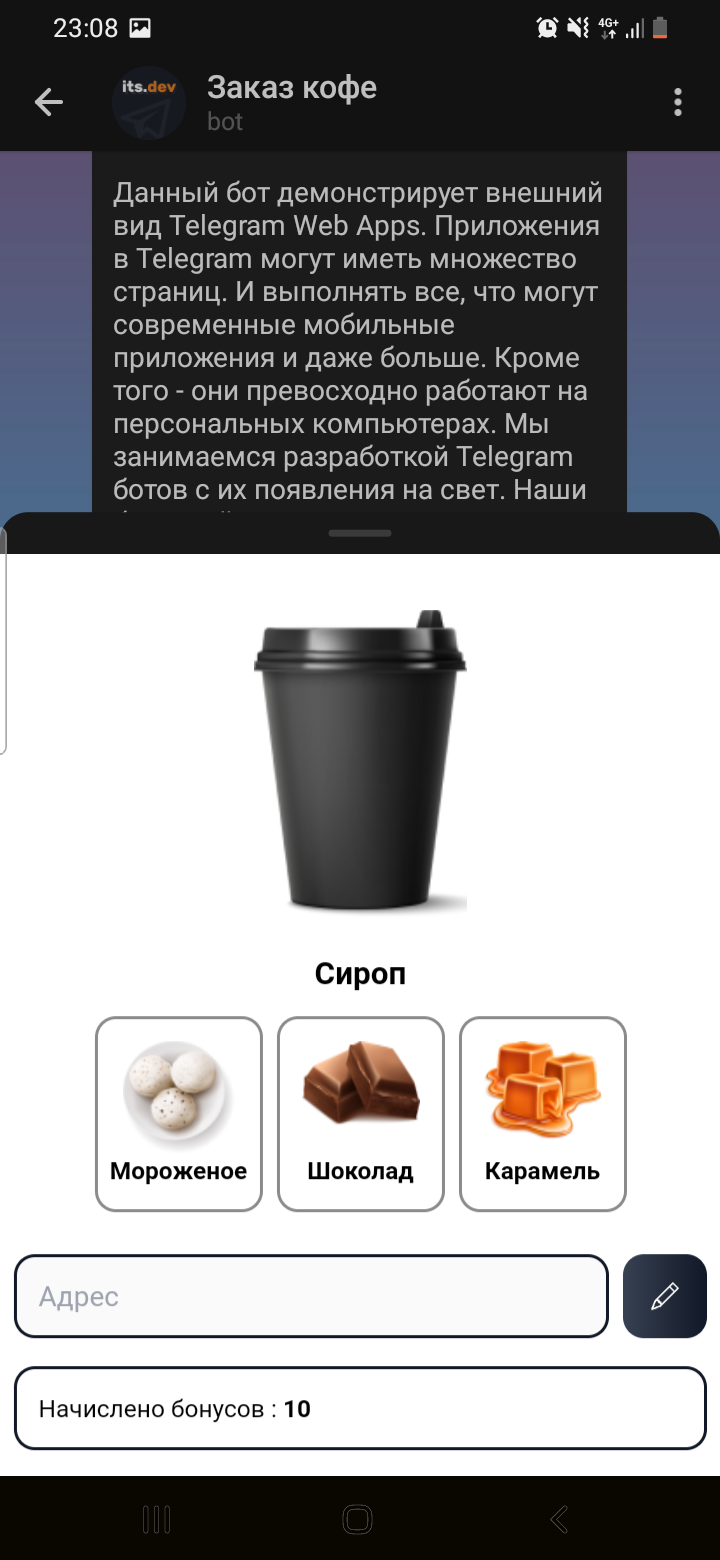 23:08
4G+
its.dev
Заказ кофе
bot
Данный бот демонстрирует внешний
вид Telegram Web Apps. Приложения
в Telegram могут иметь множество
страниц. И выполнять все, что могут
современные мобильные
приложения и даже больше. Кроме
того - они превосходно работают на
персональных компьютерах. Мы
занимаемся разработкой Telegram
ботов с их появления на свет. Наши
Сироп
Мороженое
Шоколад
Карамель
Адрес
Начислено бонусов : 10